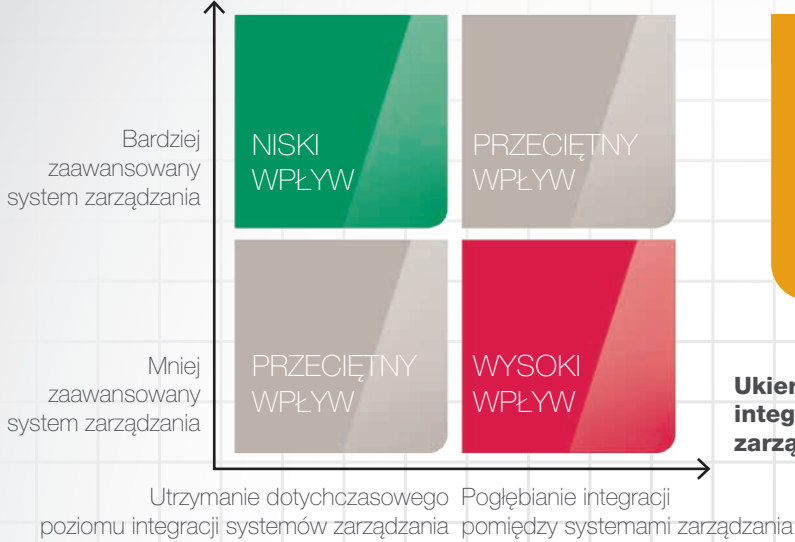 Bardziej
zaawansowany
system zarządzania
NISKI
WPŁYW
PRZECIĘTNY
WPŁYW
Mniej
zaawansowany
system zarządzania
PRZECIĘTNY
WPŁYW
WYSOKI
WPŁYW
Utrzymanie dotychczasowego
poziomu integracji systemów zarządzania
Pogłębianie integracji
pomiędzy systemami zarządzania